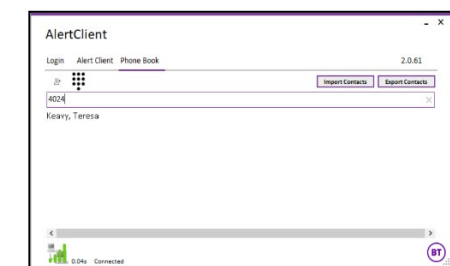 AlertClient
Login Alert Client Phone Book 2.0.61
Import Contacts Export Contacts
4024
Keavy, Teresa
0.04s Connected
BT